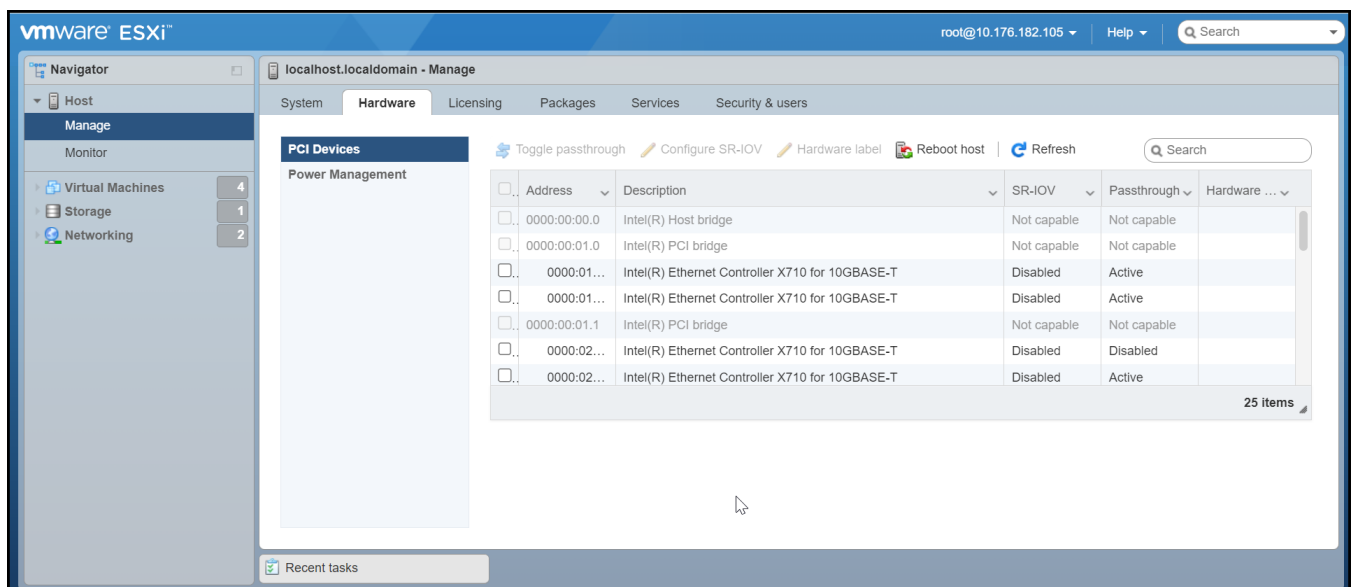 vmware ESXi™
root@10.176.182.105
Help
Search
Navigator
localhost.localdomain - Manage
Host
Manage
Monitor
Virtual Machines 4
Storage 1
Networking 2
System Hardware Licensing Packages Services Security & users
PCI Devices
Power Management
Toggle passthrough Configure SR-IOV Hardware label Reboot host Refresh Search
Address Description SR-IOV Passthrough Hardware ...
0000:00:00.0 Intel(R) Host bridge Not capable Not capable
0000:00:01.0 Intel(R) PCI bridge Not capable Not capable
0000:01... Intel(R) Ethernet Controller X710 for 10GBASE-T Disabled Active
0000:01... Intel(R) Ethernet Controller X710 for 10GBASE-T Disabled Active
0000:00:01.1 Intel(R) PCI bridge Not capable Not capable
0000:02... Intel(R) Ethernet Controller X710 for 10GBASE-T Disabled Disabled
0000:02... Intel(R) Ethernet Controller X710 for 10GBASE-T Disabled Active
25 items
Recent tasks